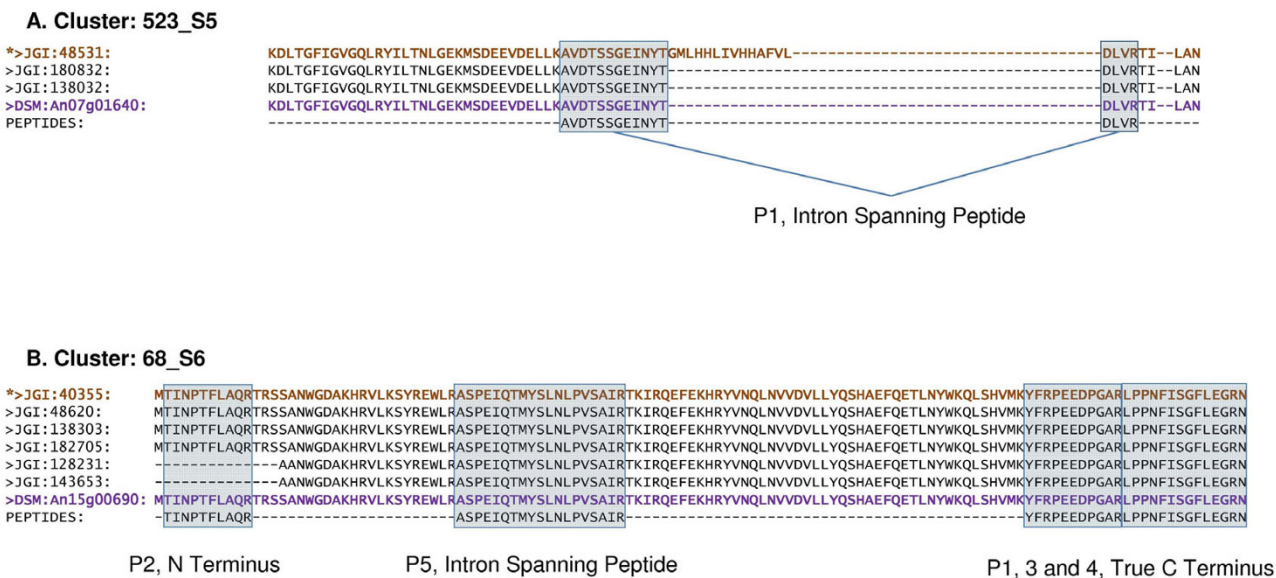 A. Cluster: 523_S5
*>JGI:48531: KDLTGFIGVGQLRYILTNLGEKMSDEEVDELLKAVDTSSGEINYTGMLHHLIVHHAFVL----------------------------------DLVRTI--LAN
>JGI:180832: KDLTGFIGVGQLRYILTNLGEKMSDEEVDELLKAVDTSSGEINYT------------------------------------------------DLVRTI--LAN
>JGI:138032: KDLTGFIGVGQLRYILTNLGEKMSDEEVDELLKAVDTSSGEINYT------------------------------------------------DLVRTI--LAN
>DSM:An07g01640: KDLTGFIGVGQLRYILTNLGEKMSDEEVDELLKAVDTSSGEINYT------------------------------------------------DLVRTI--LAN
PEPTIDES: ---------------------------------AVDTSSGEINYT------------------------------------------------DLVR-------
P1, Intron Spanning Peptide
B. Cluster: 68_S6
*>JGI:40355: MTINPTFLAQRTRSSANWGDAKHRVLKSYREWLRASPEIQTMYSLNLPVSAIRTKIRQEFEKHRYVNQLNVVDVLLYQSHAEFQETLNYWKQLSHVMKYFRPEEDPGARLPPNFISGFLEGRN
>JGI:48620: MTINPTFLAQRTRSSANWGDAKHRVLKSYREWLRASPEIQTMYSLNLPVSAIRTKIRQEFEKHRYVNQLNVVDVLLYQSHAEFQETLNYWKQLSHVMKYFRPEEDPGARLPPNFISGFLEGRN
>JGI:138303: MTINPTFLAQRTRSSANWGDAKHRVLKSYREWLRASPEIQTMYSLNLPVSAIRTKIRQEFEKHRYVNQLNVVDVLLYQSHAEFQETLNYWKQLSHVMKYFRPEEDPGARLPPNFISGFLEGRN
>JGI:182705: MTINPTFLAQRTRSSANWGDAKHRVLKSYREWLRASPEIQTMYSLNLPVSAIRTKIRQEFEKHRYVNQLNVVDVLLYQSHAEFQETLNYWKQLSHVMKYFRPEEDPGARLPPNFISGFLEGRN
>JGI:128231: --------------AANWGDAKHRVLKSYREWLRASPEIQTMYSLNLPVSAIRTKIRQEFEKHRYVNQLNVVDVLLYQSHAEFQETLNYWKQLSHVMKYFRPEEDPGARLPPNFISGFLEGRN
>JGI:143653: --------------AANWGDAKHRVLKSYREWLRASPEIQTMYSLNLPVSAIRTKIRQEFEKHRYVNQLNVVDVLLYQSHAEFQETLNYWKQLSHVMKYFRPEEDPGARLPPNFISGFLEGRN
>DSM:An15g00690: MTINPTFLAQRTRSSANWGDAKHRVLKSYREWLRASPEIQTMYSLNLPVSAIRTKIRQEFEKHRYVNQLNVVDVLLYQSHAEFQETLNYWKQLSHVMKYFRPEEDPGARLPPNFISGFLEGRN
PEPTIDES: -TINPTFLAQR-----------------------ASPEIQTMYSLNLPVSAIR---------------------------------------------YFRPEEDPGARLPPNFISGFLEGRN
P2, N Terminus P5, Intron Spanning Peptide P1, 3 and 4, True C Terminus